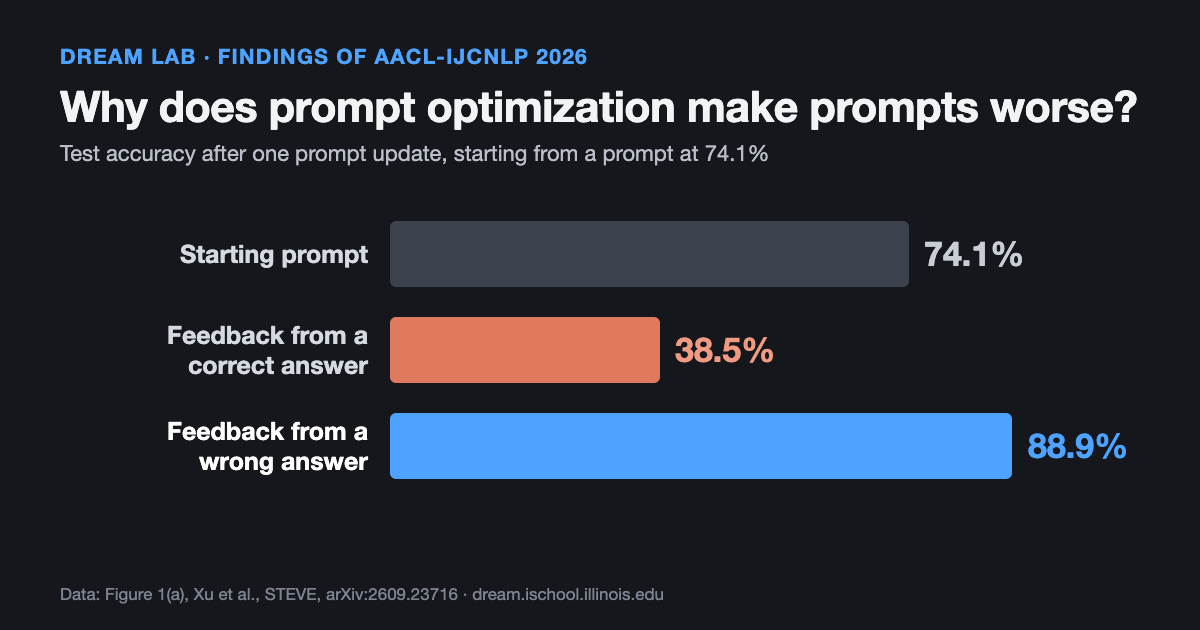 DREAM LAB · FINDINGS OF AACL-IJCNLP 2026
Why does prompt optimization make prompts worse?
Test accuracy after one prompt update, starting from a prompt at 74.1%
Starting prompt
74.1%
Feedback from a
correct answer
38.5%
Feedback from a
wrong answer
88.9%
Data: Figure 1(a), Xu et al., STEVE, arXiv:2609.23716 · dream.ischool.illinois.edu